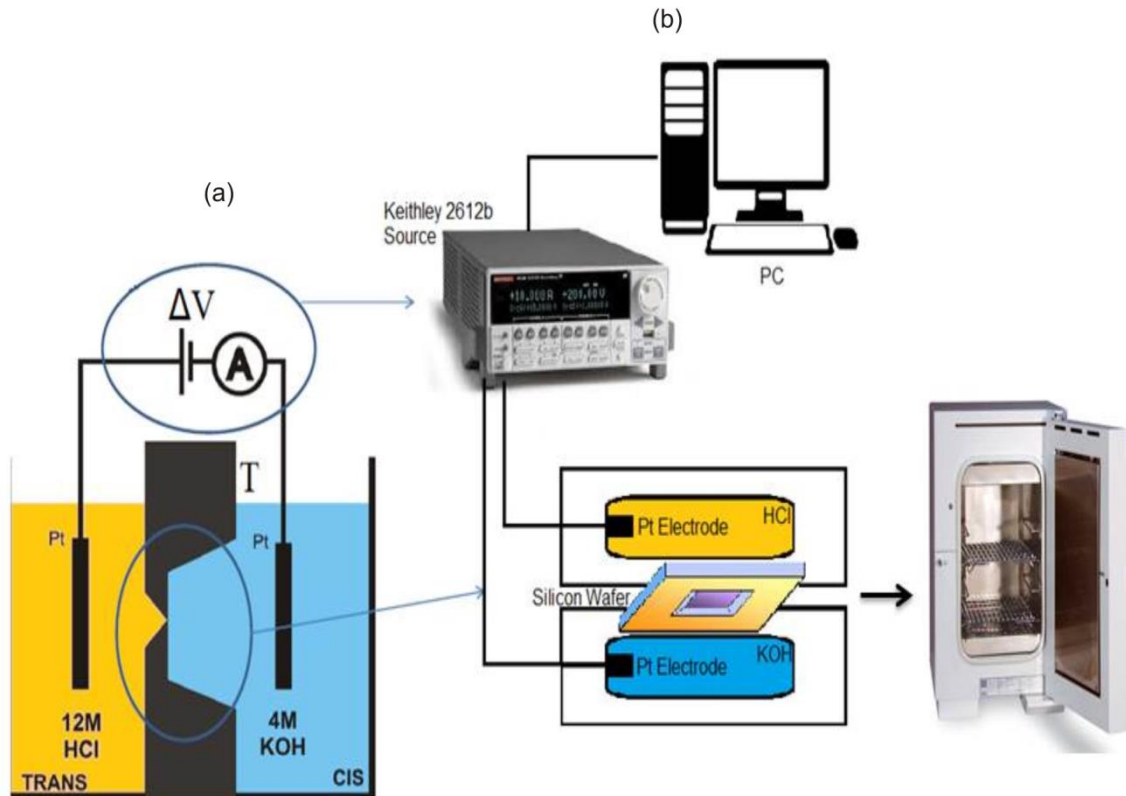 (b)
(a)
Keithley 2612b
Source
PC
ΔV
A
T
Pt
Pt
12M
HCl
4M
KOH
TRANS
CIS
Pt Electrode
HCl
Silicon Wafer
Pt Electrode
KOH